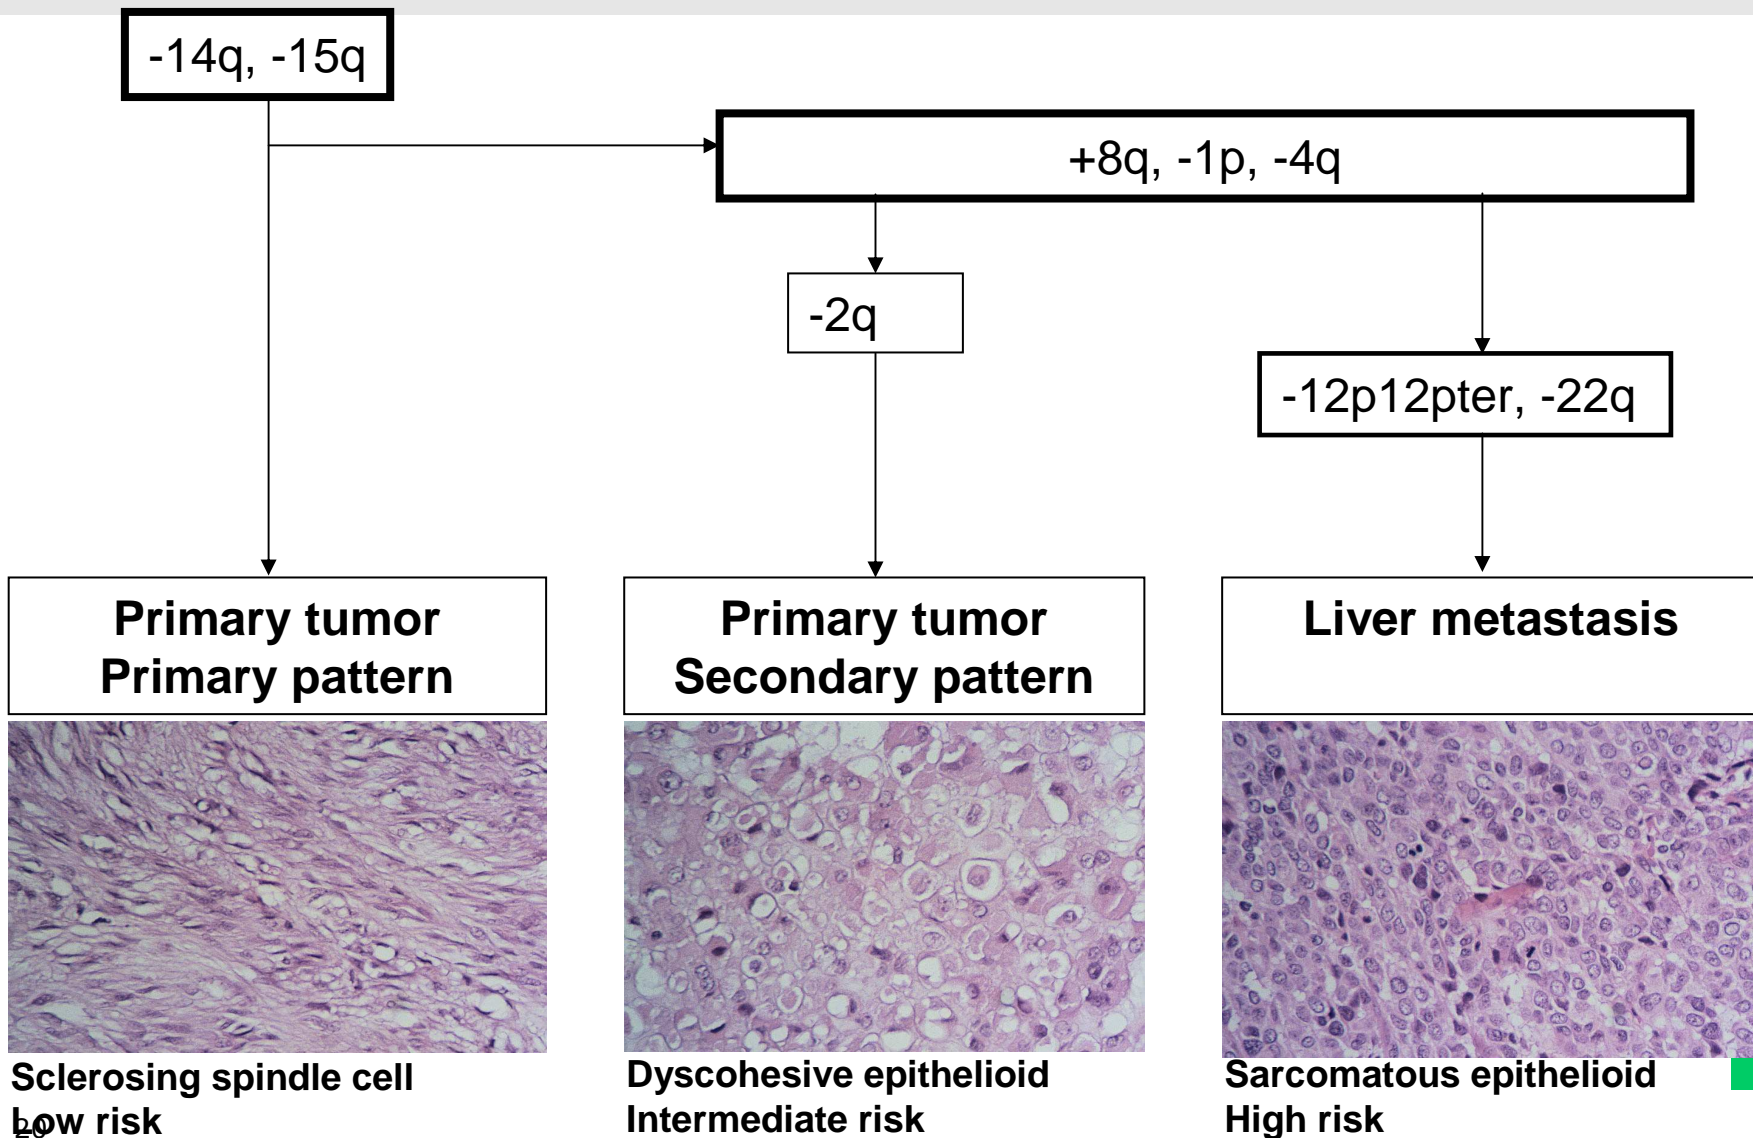 -14q, -15q
+8q, -1p, -4q
-2q
-12p12pter, -22q
Primary tumor
Primary pattern
Primary tumor
Secondary pattern
Liver metastasis
Sclerosing spindle cell
Low risk
Dyscohesive epithelioid
Intermediate risk
Sarcomatous epithelioid
High risk
20